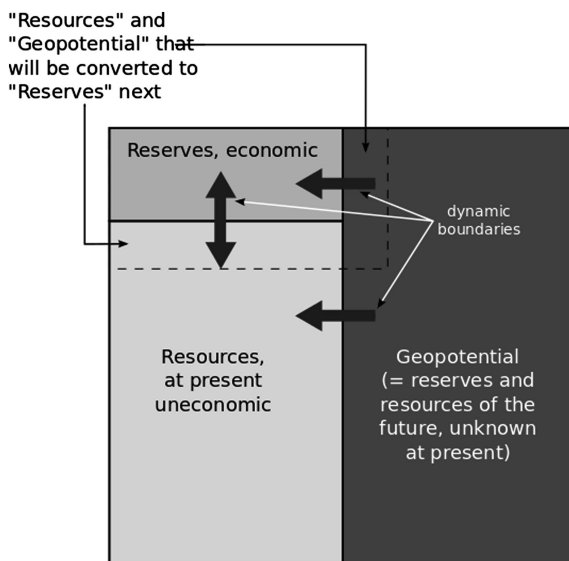 "Resources" and
"Geopotential" that
will be converted to
"Reserves" next
Reserves, economic
dynamic
boundaries
Resources,
at present
uneconomic
Geopotential
(= reserves and
resources of the
future, unknown
at present)